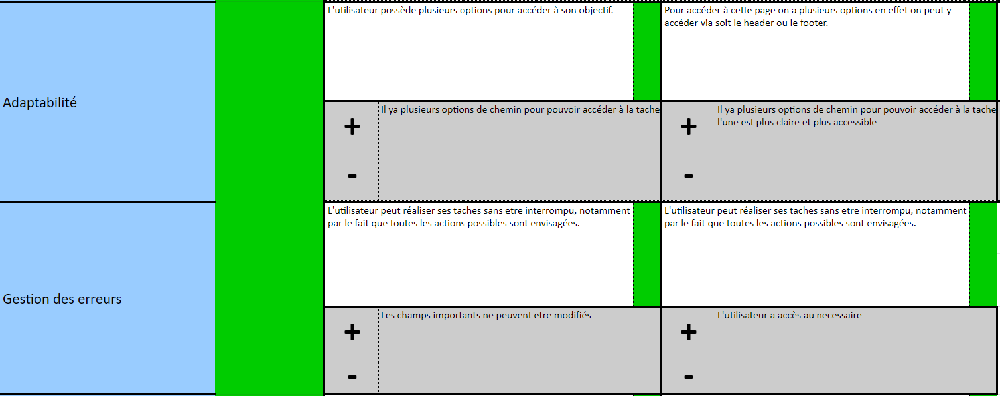 L'utilisateur possède plusieurs options pour accéder à son objectif.
Pour accéder à cette page on a plusieurs options en effet on peut y
accéder via soit le header ou le footer.
Adaptabilité
+
Il ya plusieurs options de chemin pour pouvoir accéder à la tache
+
Il ya plusieurs options de chemin pour pouvoir accéder à la tache
l'une est plus claire et plus accessible
-
-
L'utilisateur peut réaliser ses taches sans etre interrompu, notamment
par le fait que toutes les actions possibles sont envisagées.
L'utilisateur peut réaliser ses taches sans etre interrompu, notamment
par le fait que toutes les actions possibles sont envisagées.
Gestion des erreurs
+
Les champs importants ne peuvent etre modifiés
+
L'utilisateur a accès au necessaire
-
-